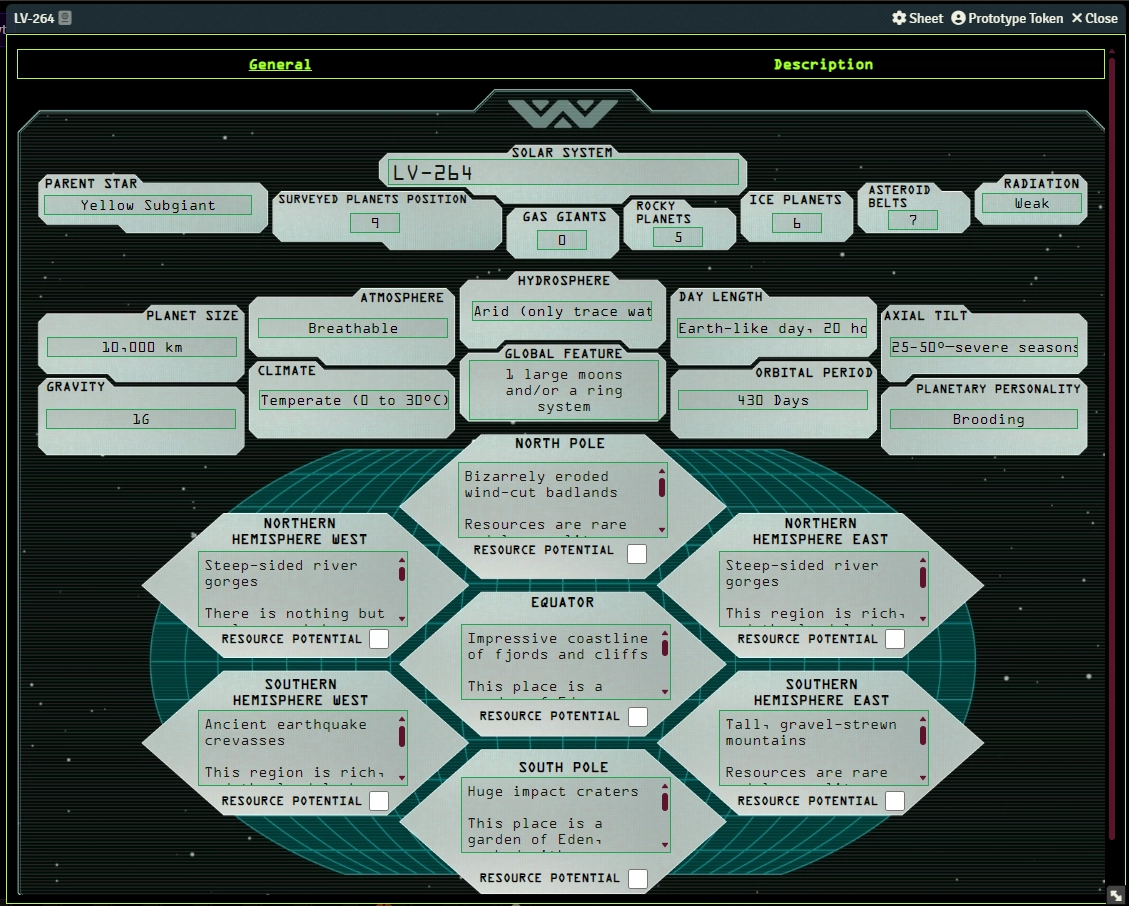 LV-264
Sheet Prototype Token Close
General
Description
SOLAR SYSTEM
LV-264
PARENT STAR
Yellow Subgiant
SURVEYED PLANETS POSITION
9
GAS GIANTS
0
ROCKY
PLANETS
5
ICE PLANETS
6
ASTEROID
BELTS
7
RADIATION
Weak
PLANET SIZE
10,000 km
ATMOSPHERE
Breathable
HYDROSPHERE
Arid (only trace wat
DAY LENGTH
Earth-like day, 20 ho
AXIAL TILT
25-50°—severe seasons
GRAVITY
1G
CLIMATE
Temperate (0 to 30°C)
GLOBAL FEATURE
1 large moons
and/or a ring
system
ORBITAL PERIOD
430 Days
PLANETARY PERSONALITY
Brooding
NORTH POLE
Bizarrely eroded
wind-cut badlands
Resources are rare
RESOURCE POTENTIAL
NORTHERN
HEMISPHERE WEST
Steep-sided river
gorges
There is nothing but
RESOURCE POTENTIAL
NORTHERN
HEMISPHERE EAST
Steep-sided river
gorges
This region is rich,
RESOURCE POTENTIAL
EQUATOR
Impressive coastline
of fjords and cliffs
This place is a
RESOURCE POTENTIAL
SOUTHERN
HEMISPHERE WEST
Ancient earthquake
crevasses
This region is rich,
RESOURCE POTENTIAL
SOUTHERN
HEMISPHERE EAST
Tall, gravel-strewn
mountains
Resources are rare
RESOURCE POTENTIAL
SOUTH POLE
Huge impact craters
This place is a
garden of Eden,
RESOURCE POTENTIAL